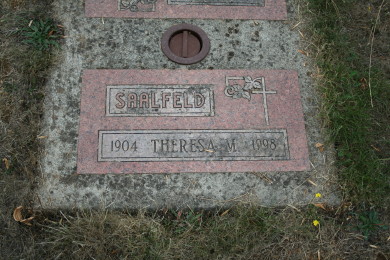 SAALFELD
1904 THERESA M. 1998